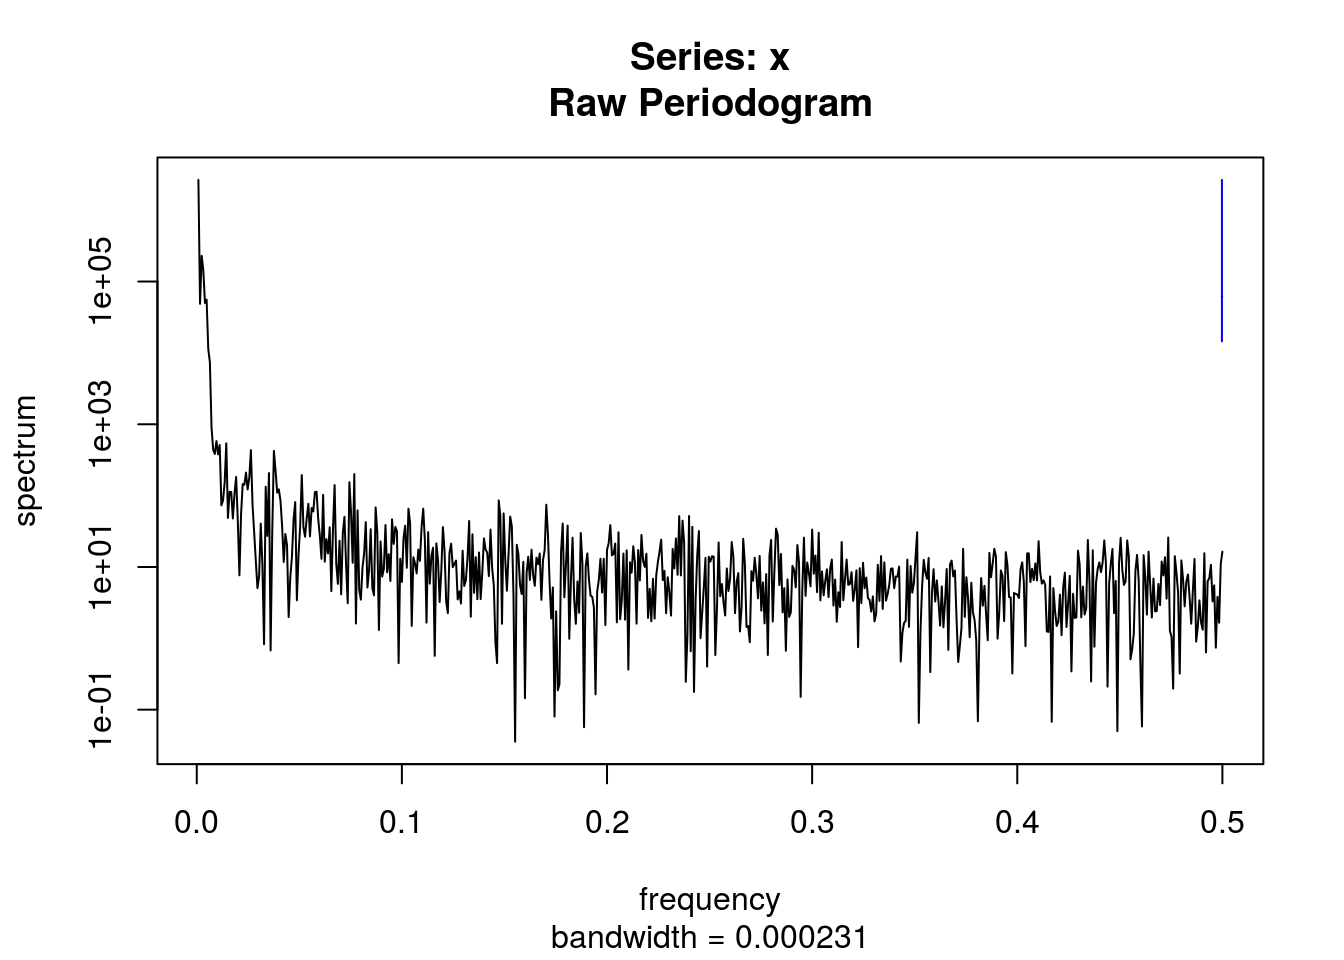 Series: x
Raw Periodogram
spectrum
1e+05
1e+03
1e+01
1e-01
0.0 0.1 0.2 0.3 0.4 0.5
frequency
bandwidth = 0.000231